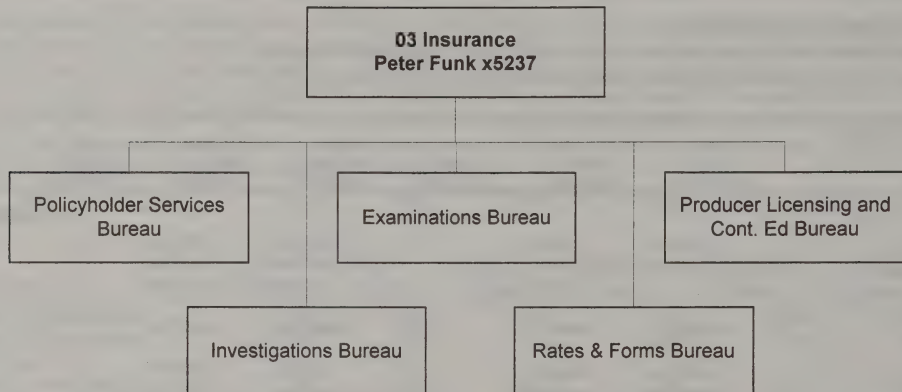 03 Insurance
Peter Funk x5237
Policyholder Services
Bureau
Examinations Bureau
Producer Licensing and
Cont. Ed Bureau
Investigations Bureau
Rates & Forms Bureau